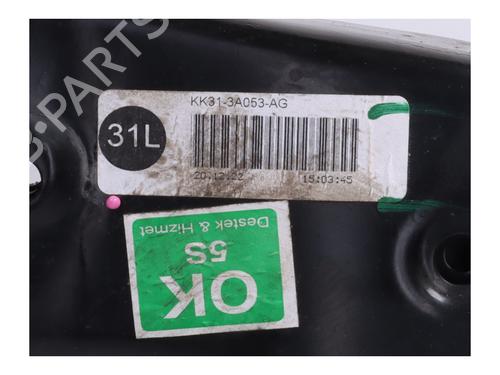 KK31-3A053-AG
31L
20.12.22
15:03:45
Destek & Hizmet
5S
OK
B-PARTS